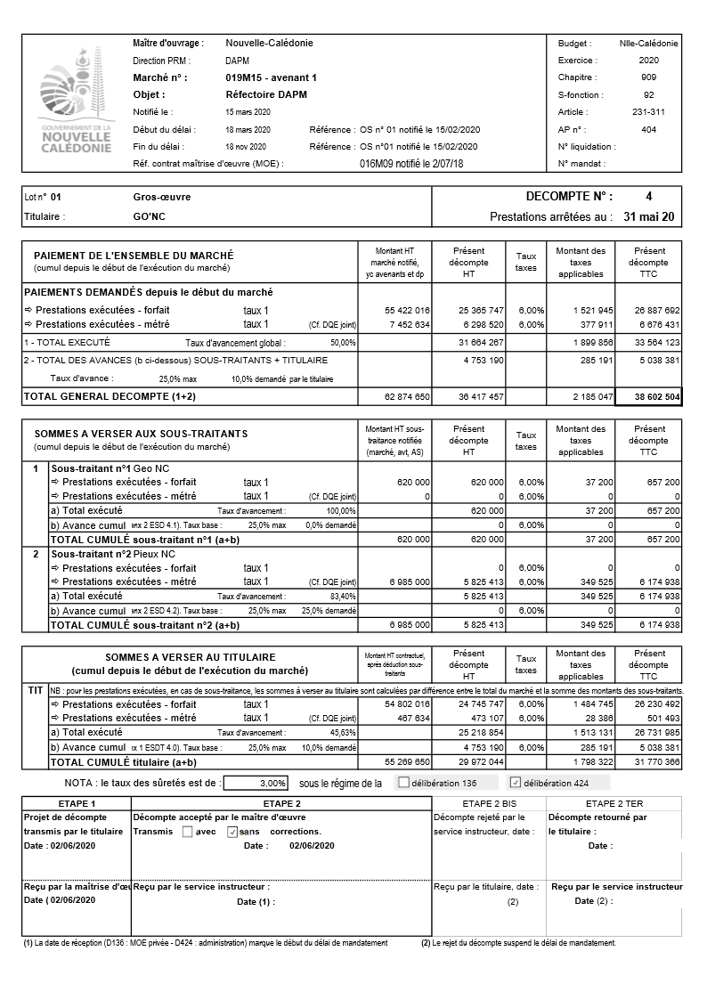 GOUVERNEMENT DE LA
NOUVELLE
CALÉDONIE
Maître d'ouvrage : Nouvelle-Calédonie Budget : Nlle-Calédonie
Direction PRM : DAPM Exercice : 2020
Marché n° : 019M15 - avenant 1 Chapitre : 909
Objet : Réfectoire DAPM S-fonction : 92
Notifié le : 15 mars 2020 Article : 231-311
Début du délai : 18 mars 2020 Référence : OS n° 01 notifié le 15/02/2020 AP n° : 404
Fin du délai : 18 nov 2020 Référence : OS n°01 notifié le 15/02/2020 N° liquidation :
Réf. contrat maîtrise d'œuvre (MOE) : 016M09 notifié le 2/07/18 N° mandat :
Lot n° 01 Gros-œuvre DECOMPTE N° : 4
Titulaire : GO'NC Prestations arrêtées au : 31 mai 20
PAIEMENT DE L'ENSEMBLE DU MARCHÉ
(cumul depuis le début de l'exécution du marché)
Montant HT marché notifié, yc avenants et dp Présent décompte HT Taux taxes Montant des taxes applicables Présent décompte TTC
PAIEMENTS DEMANDÉS depuis le début du marché
⇨ Prestations exécutées - forfait taux 1 55 422 016 25 365 747 6,00% 1 521 945 26 887 692
⇨ Prestations exécutées - métré taux 1 (Cf. DQE joint) 7 452 634 6 298 520 6,00% 377 911 6 676 431
1 - TOTAL EXECUTÉ Taux d'avancement global : 50,00% 31 664 267 1 899 856 33 564 123
2 - TOTAL DES AVANCES (b ci-dessous) SOUS-TRAITANTS + TITULAIRE 4 753 190 285 191 5 038 381
Taux d'avance : 25,0% max 10,0% demandé par le titulaire
TOTAL GENERAL DECOMPTE (1+2) 62 874 650 36 417 457 2 185 047 38 602 504
SOMMES A VERSER AUX SOUS-TRAITANTS
(cumul depuis le début de l'exécution du marché)
Montant HT sous-traitance notifiée (marché, avt, AS) Présent décompte HT Taux taxes Montant des taxes applicables Présent décompte TTC
1 Sous-traitant n°1 Geo NC
⇨ Prestations exécutées - forfait taux 1 620 000 620 000 6,00% 37 200 657 200
⇨ Prestations exécutées - métré taux 1 (Cf. DQE joint) 0 0 6,00% 0 0
a) Total exécuté Taux d'avancement : 100,00% 620 000 37 200 657 200
b) Avance cumul anx 2 ESD 4.1). Taux base : 25,0% max 0,0% demandé 0 6,00% 0 0
TOTAL CUMULÉ sous-traitant n°1 (a+b) 620 000 620 000 37 200 657 200
2 Sous-traitant n°2 Pieux NC
⇨ Prestations exécutées - forfait taux 1 0 6,00% 0 0
⇨ Prestations exécutées - métré taux 1 (Cf. DQE joint) 6 985 000 5 825 413 6,00% 349 525 6 174 938
a) Total exécuté Taux d'avancement : 83,40% 5 825 413 349 525 6 174 938
b) Avance cumul anx 2 ESD 4.2). Taux base : 25,0% max 25,0% demandé 0 6,00% 0 0
TOTAL CUMULÉ sous-traitant n°2 (a+b) 6 985 000 5 825 413 349 525 6 174 938
SOMMES A VERSER AU TITULAIRE
(cumul depuis le début de l'exécution du marché)
Montant HT contractuel, après déduction sous-traitants Présent décompte HT Taux taxes Montant des taxes applicables Présent décompte TTC
TIT NB : pour les prestations exécutées, en cas de sous-traitance, les sommes à verser au titulaire sont calculées par différence entre le total du marché et la somme des montants des sous-traitants.
⇨ Prestations exécutées - forfait taux 1 54 802 016 24 745 747 6,00% 1 484 745 26 230 492
⇨ Prestations exécutées - métré taux 1 (Cf. DQE joint) 467 634 473 107 6,00% 28 386 501 493
a) Total exécuté Taux d'avancement : 45,63% 25 218 854 1 513 131 26 731 985
b) Avance cumul ıx 1 ESDT 4.0). Taux base : 25,0% max 10,0% demandé 4 753 190 6,00% 285 191 5 038 381
TOTAL CUMULÉ titulaire (a+b) 55 269 650 29 972 044 1 798 322 31 770 366
NOTA : le taux des sûretés est de : 3,00% sous le régime de la ☐ délibération 136 ☑ délibération 424
ETAPE 1 ETAPE 2 ETAPE 2 BIS ETAPE 2 TER
Projet de décompte Décompte accepté par le maître d'œuvre Décompte rejeté par le Décompte retourné par
transmis par le titulaire Transmis ☐ avec ☑ sans corrections. service instructeur, date : le titulaire :
Date : 02/06/2020 Date : 02/06/2020 Date :
Reçu par la maîtrise d'œu Reçu par le service instructeur : Reçu par le titulaire, date : Reçu par le service instructeur
Date ( 02/06/2020 Date (1) : (2) Date (2) :
(1) La date de réception (D136 : MOE privée - D424 : administration) marque le début du délai de mandatement (2) Le rejet du décompte suspend le délai de mandatement.